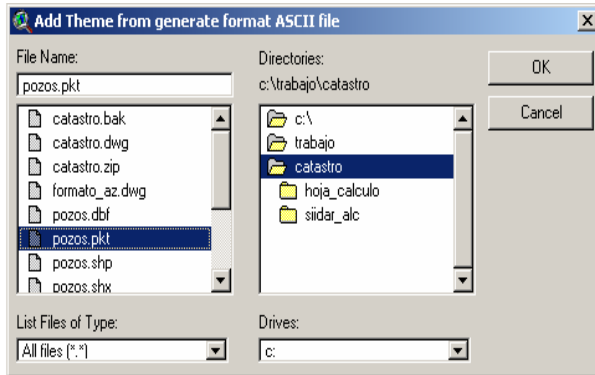 Add Theme from generate format ASCII file
File Name:
pozos.pkt
catastro.bak
catastro.dwg
catastro.zip
formato_az.dwg
pozos.dbf
pozos.pkt
pozos.shp
pozos.shx
List Files of Type:
All files (*.*)
Directories:
c:\trabajo\catastro
c:\
trabajo
catastro
hoja_calculo
siidar_alc
Drives:
c:
OK
Cancel